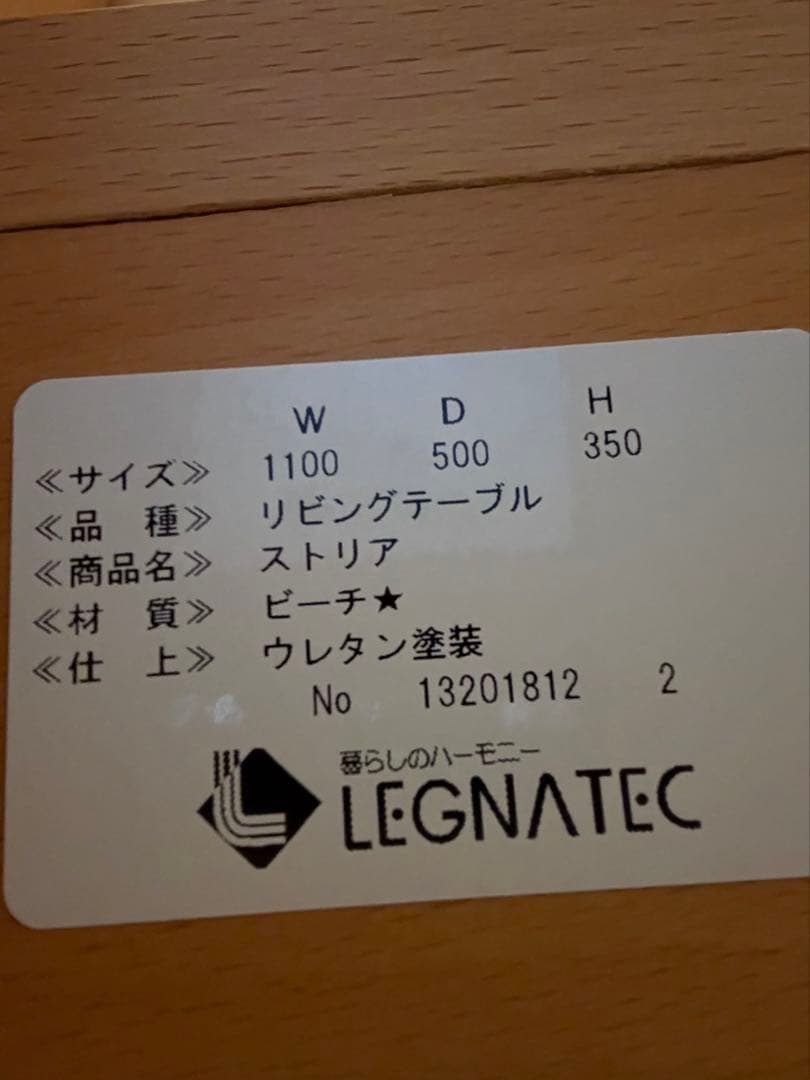 W D H
≪サイズ≫ 1100 500 350
≪品　種≫ リビングテーブル
≪商品名≫ ストリア
≪材　質≫ ビーチ★
≪仕　上≫ ウレタン塗装
No 13201812 2
暮らしのハーモニー
LEGNATEC